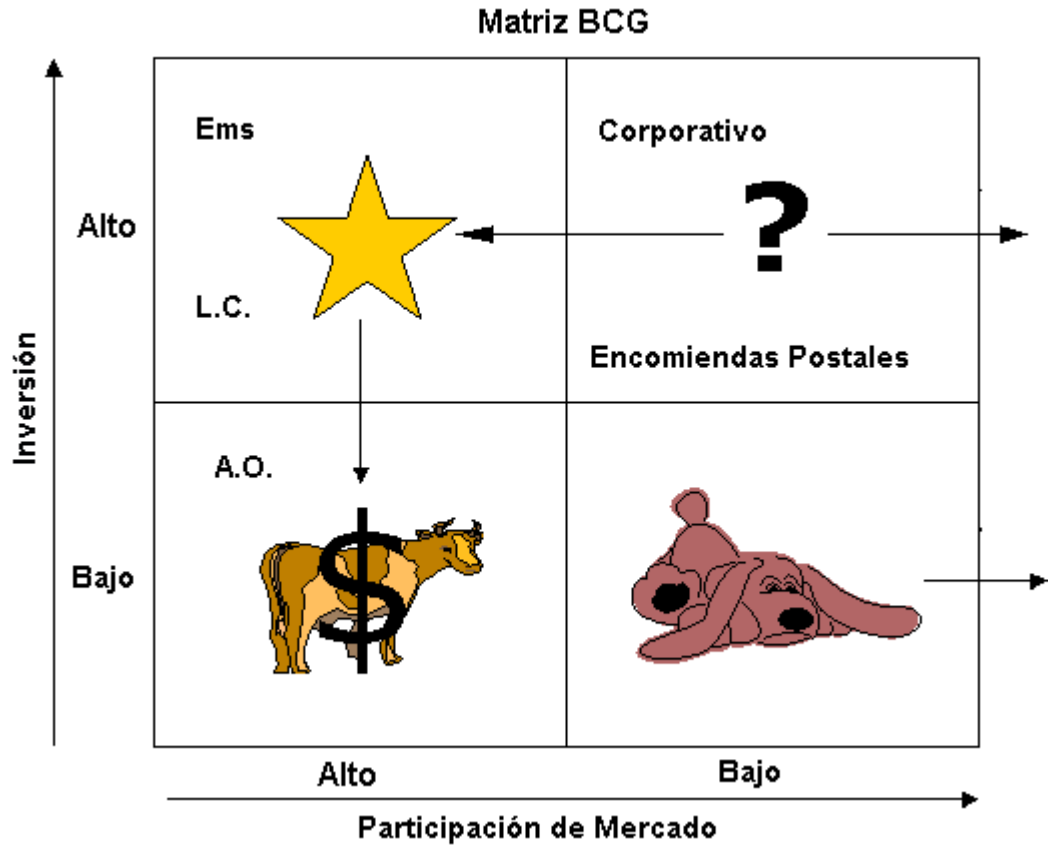 Matriz BCG
Ems
Corporativo
?
Alto
L.C.
Encomiendas Postales
Inversión
A.O.
$
Bajo
Alto
Bajo
Participación de Mercado